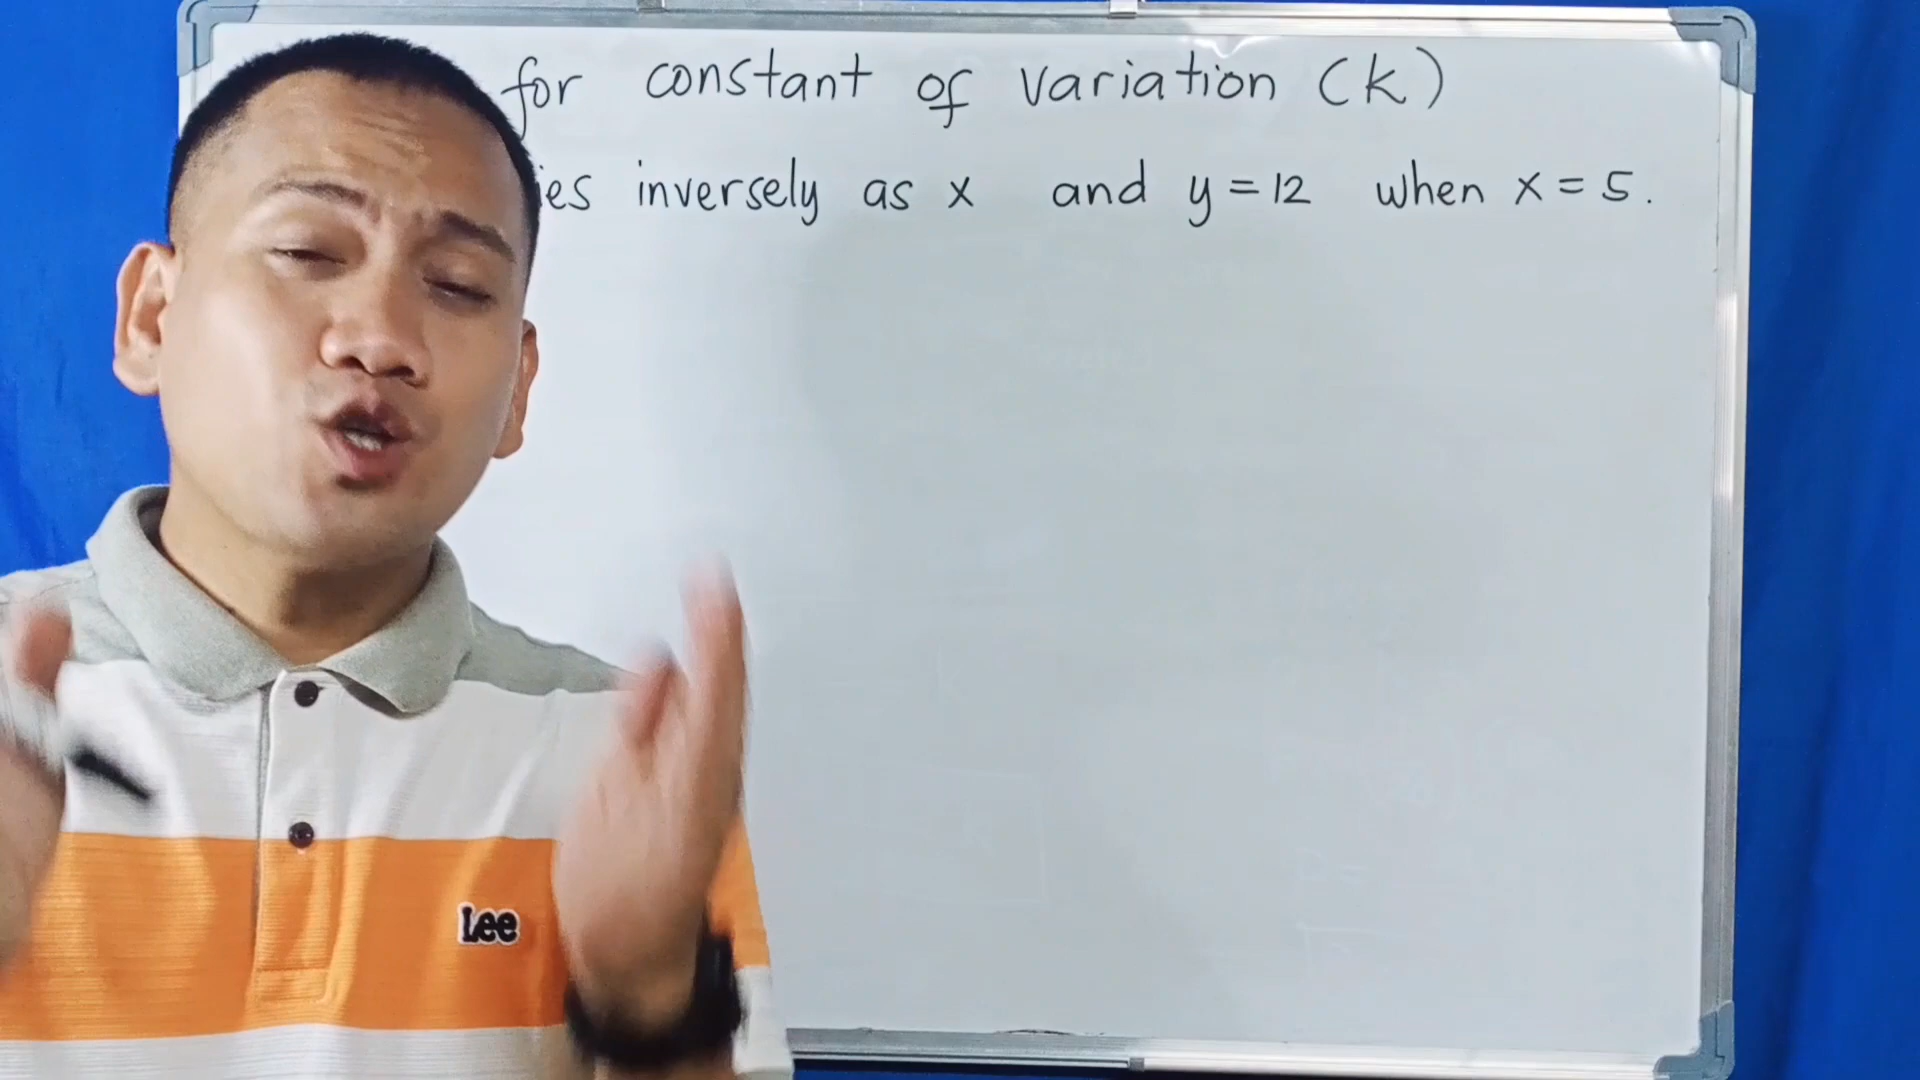 for constant of variation (k)
ies inversely as x and y = 12 when x = 5.
Lee